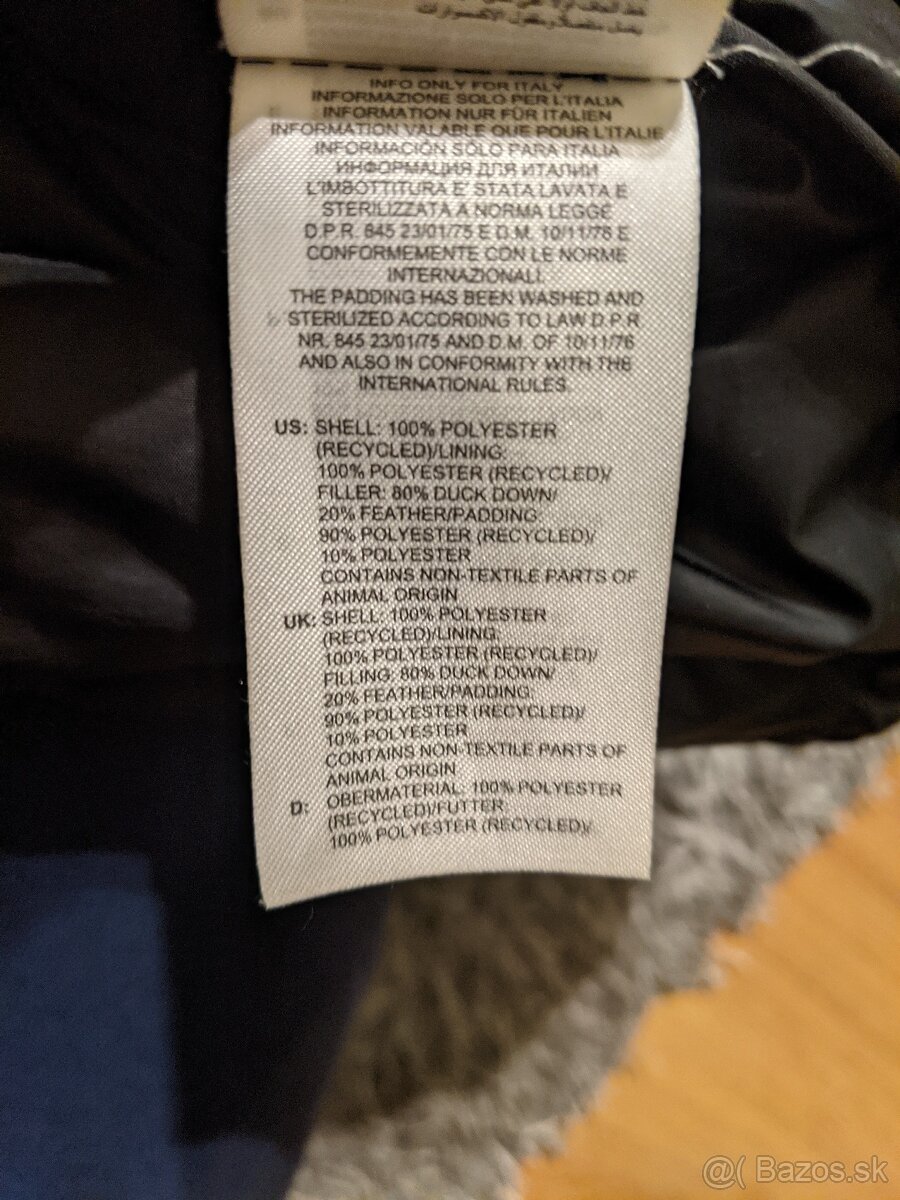 يغسل منفصلاً وبدون الاكسسوارات
INFO ONLY FOR ITALY
INFORMAZIONE SOLO PER L'ITALIA
INFORMATION NUR FÜR ITALIEN
INFORMATION VALABLE QUE POUR L'ITALIE
INFORMACIÓN SÓLO PARA ITALIA
ИНФОРМАЦИЯ ДЛЯ ИТАЛИИ
L'IMBOTTITURA E' STATA LAVATA E
STERILIZZATA A NORMA LEGGE
D.P.R. 845 23/01/75 E D.M. 10/11/76 E
CONFORMEMENTE CON LE NORME
INTERNAZIONALI.
THE PADDING HAS BEEN WASHED AND
STERILIZED ACCORDING TO LAW D.P.R
NR. 845 23/01/75 AND D.M. OF 10/11/76
AND ALSO IN CONFORMITY WITH THE
INTERNATIONAL RULES.
US: SHELL: 100% POLYESTER
(RECYCLED)/LINING:
100% POLYESTER (RECYCLED)/
FILLER: 80% DUCK DOWN/
20% FEATHER/PADDING:
90% POLYESTER (RECYCLED)/
10% POLYESTER
CONTAINS NON-TEXTILE PARTS OF
ANIMAL ORIGIN
UK: SHELL: 100% POLYESTER
(RECYCLED)/LINING:
100% POLYESTER (RECYCLED)/
FILLING: 80% DUCK DOWN/
20% FEATHER/PADDING:
90% POLYESTER (RECYCLED)/
10% POLYESTER
CONTAINS NON-TEXTILE PARTS OF
ANIMAL ORIGIN
D: OBERMATERIAL: 100% POLYESTER
(RECYCLED)/FUTTER:
100% POLYESTER (RECYCLED)/
@( Bazos.sk